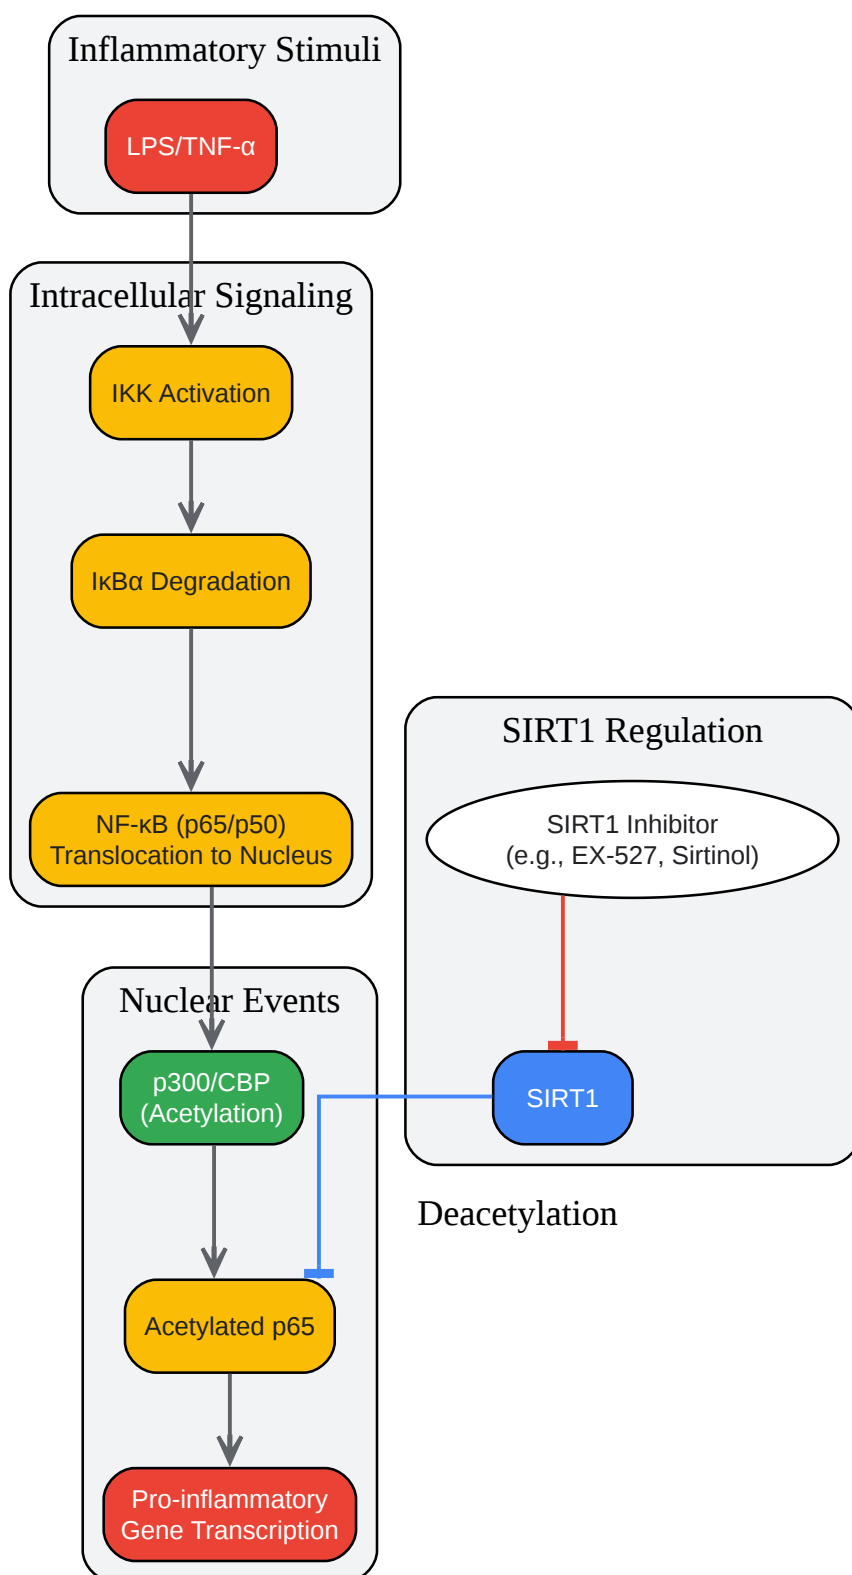 Inflammatory Stimuli
LPS/TNF-α
Intracellular Signaling
IKK Activation
IκBα Degradation
NF-κB (p65/p50)
Translocation to Nucleus
SIRT1 Regulation
SIRT1 Inhibitor
(e.g., EX-527, Sirtinol)
SIRT1
Deacetylation
Nuclear Events
p300/CBP
(Acetylation)
Acetylated p65
Pro-inflammatory
Gene Transcription